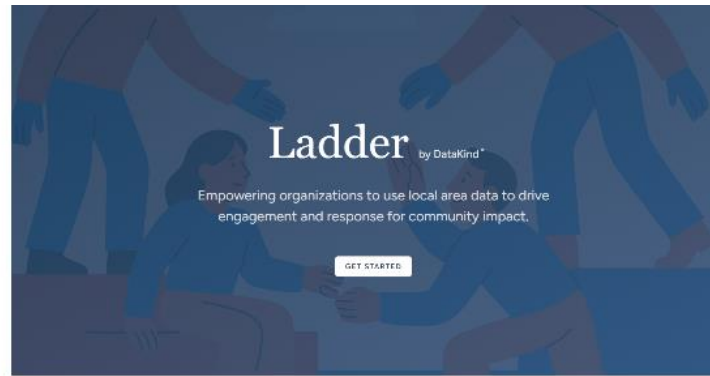 Ladder by DataKind
Empowering organizations to use local area data to drive
engagement and response for community impact.
GET STARTED